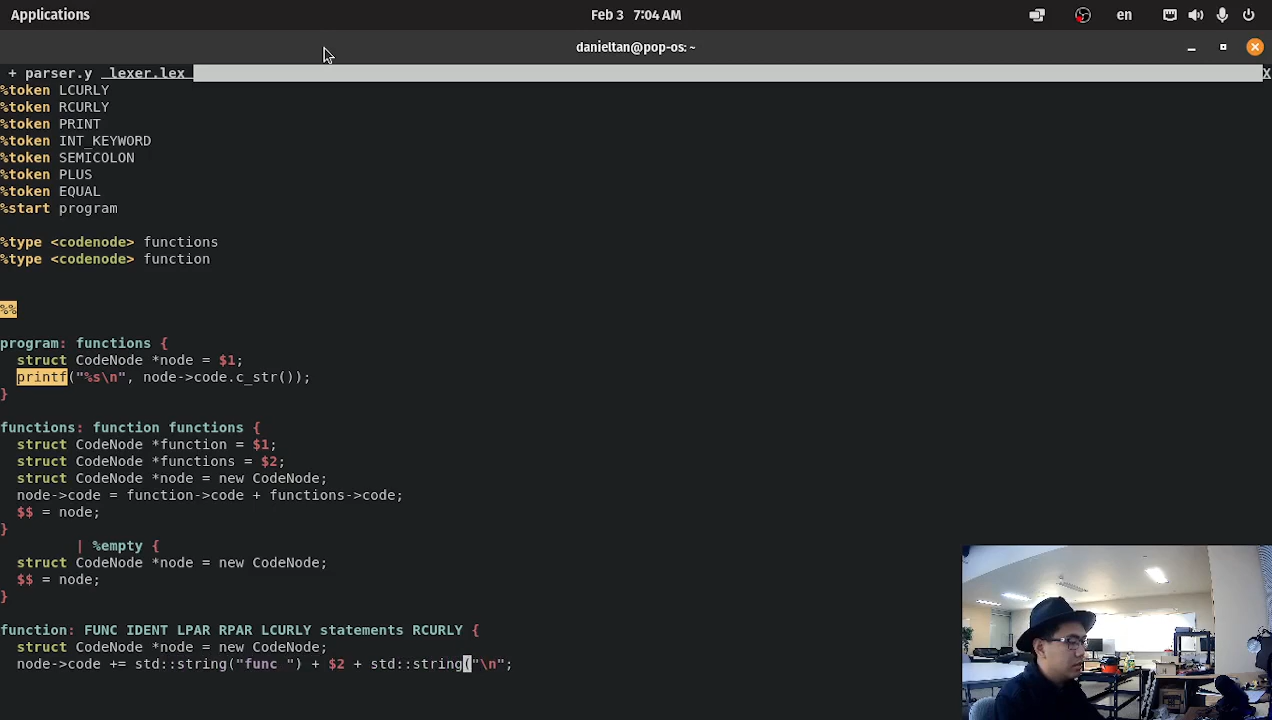 Applications
Feb 3 7:04 AM
en
danieltan@pop-os: ~
+ parser.y lexer.lex X
%token LCURLY
%token RCURLY
%token PRINT
%token INT_KEYWORD
%token SEMICOLON
%token PLUS
%token EQUAL
%start program
%type <codenode> functions
%type <codenode> function
%%
program: functions {
struct CodeNode *node = $1;
printf("%s\n", node->code.c_str());
}
functions: function functions {
struct CodeNode *function = $1;
struct CodeNode *functions = $2;
struct CodeNode *node = new CodeNode;
node->code = function->code + functions->code;
$$ = node;
}
| %empty {
struct CodeNode *node = new CodeNode;
$$ = node;
}
function: FUNC IDENT LPAR RPAR LCURLY statements RCURLY {
struct CodeNode *node = new CodeNode;
node->code += std::string("func ") + $2 + std::string("\n";